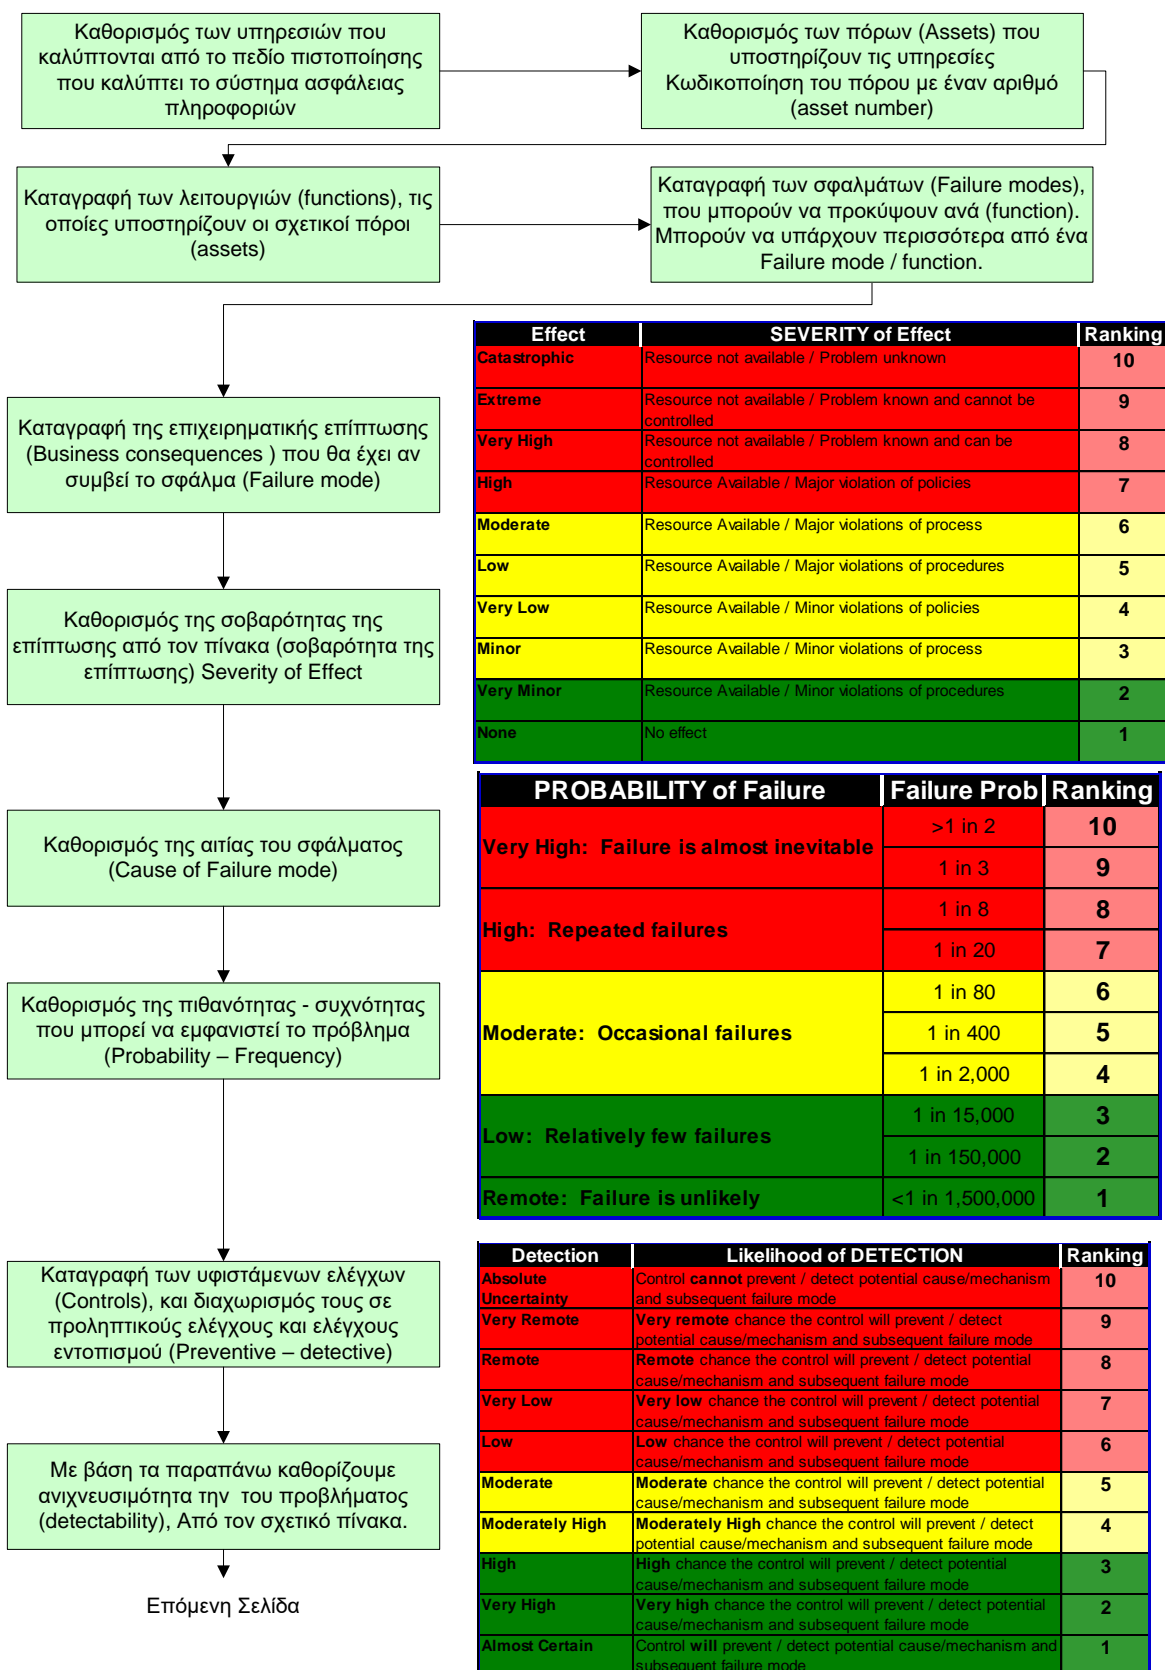 Καθορισμός των υπηρεσιών που
καλύπτονται από το πεδίο πιστοποίησης
που καλύπτει το σύστημα ασφάλειας
πληροφοριών
Καθορισμός των πόρων (Assets) που
υποστηρίζουν τις υπηρεσίες
Κωδικοποίηση του πόρου με έναν αριθμό
(asset number)
Καταγραφή των λειτουργιών (functions), τις
οποίες υποστηρίζουν οι σχετικοί πόροι
(assets)
Καταγραφή των σφαλμάτων (Failure modes),
που μπορούν να προκύψουν ανά (function).
Μπορούν να υπάρχουν περισσότερα από ένα
Failure mode / function.
Καταγραφή της επιχειρηματικής επίπτωσης
(Business consequences ) που θα έχει αν
συμβεί το σφάλμα (Failure mode)
Καθορισμός της σοβαρότητας της
επίπτωσης από τον πίνακα (σοβαρότητα της
επίπτωσης) Severity of Effect
Καθορισμός της αιτίας του σφάλματος
(Cause of Failure mode)
Καθορισμός της πιθανότητας - συχνότητας
που μπορεί να εμφανιστεί το πρόβλημα
(Probability – Frequency)
Καταγραφή των υφιστάμενων ελέγχων
(Controls), και διαχωρισμός τους σε
προληπτικούς ελέγχους και ελέγχους
εντοπισμού (Preventive – detective)
Με βάση τα παραπάνω καθορίζουμε
ανιχνευσιμότητα την  του προβλήματος
(detectability), Από τον σχετικό πίνακα.
Επόμενη Σελίδα
Effect SEVERITY of Effect Ranking
Catastrophic Resource not available / Problem unknown 10
Extreme Resource not available / Problem known and cannot be
controlled 9
Very High Resource not available / Problem known and can be
controlled 8
High Resource Available / Major violation of policies 7
Moderate Resource Available / Major violations of process 6
Low Resource Available / Major violations of procedures 5
Very Low Resource Available / Minor violations of policies 4
Minor Resource Available / Minor violations of process 3
Very Minor Resource Available / Minor violations of procedures 2
None No effect 1
PROBABILITY of Failure Failure Prob Ranking
Very High: Failure is almost inevitable
>1 in 2 10
1 in 3 9
High: Repeated failures
1 in 8 8
1 in 20 7
Moderate: Occasional failures
1 in 80 6
1 in 400 5
1 in 2,000 4
Low: Relatively few failures
1 in 15,000 3
1 in 150,000 2
Remote: Failure is unlikely <1 in 1,500,000 1
Detection Likelihood of DETECTION Ranking
Absolute
Uncertainty
Control cannot prevent / detect potential cause/mechanism
and subsequent failure mode
10
Very Remote Very remote chance the control will prevent / detect
potential cause/mechanism and subsequent failure mode
9
Remote Remote chance the control will prevent / detect potential
cause/mechanism and subsequent failure mode
8
Very Low Very low chance the control will prevent / detect potential
cause/mechanism and subsequent failure mode
7
Low Low chance the control will prevent / detect potential
cause/mechanism and subsequent failure mode
6
Moderate Moderate chance the control will prevent / detect potential
cause/mechanism and subsequent failure mode
5
Moderately High Moderately High chance the control will prevent / detect
potential cause/mechanism and subsequent failure mode
4
High High chance the control will prevent / detect potential
cause/mechanism and subsequent failure mode
3
Very High Very high chance the control will prevent / detect potential
cause/mechanism and subsequent failure mode
2
Almost Certain Control will prevent / detect potential cause/mechanism and
subsequent failure mode
1